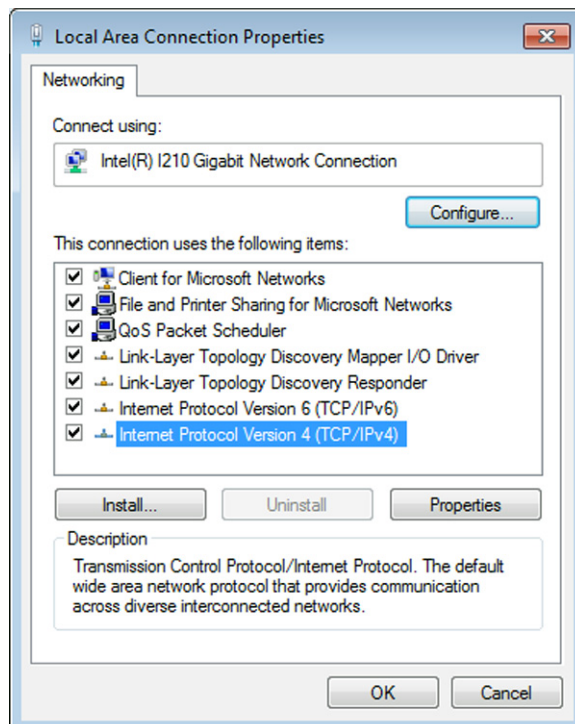 Local Area Connection Properties
Networking
Connect using:
Intel(R) I210 Gigabit Network Connection
Configure...
This connection uses the following items:
Client for Microsoft Networks
File and Printer Sharing for Microsoft Networks
QoS Packet Scheduler
Link-Layer Topology Discovery Mapper I/O Driver
Link-Layer Topology Discovery Responder
Internet Protocol Version 6 (TCP/IPv6)
Internet Protocol Version 4 (TCP/IPv4)
Install... Uninstall Properties
Description
Transmission Control Protocol/Internet Protocol. The default
wide area network protocol that provides communication
across diverse interconnected networks.
OK Cancel